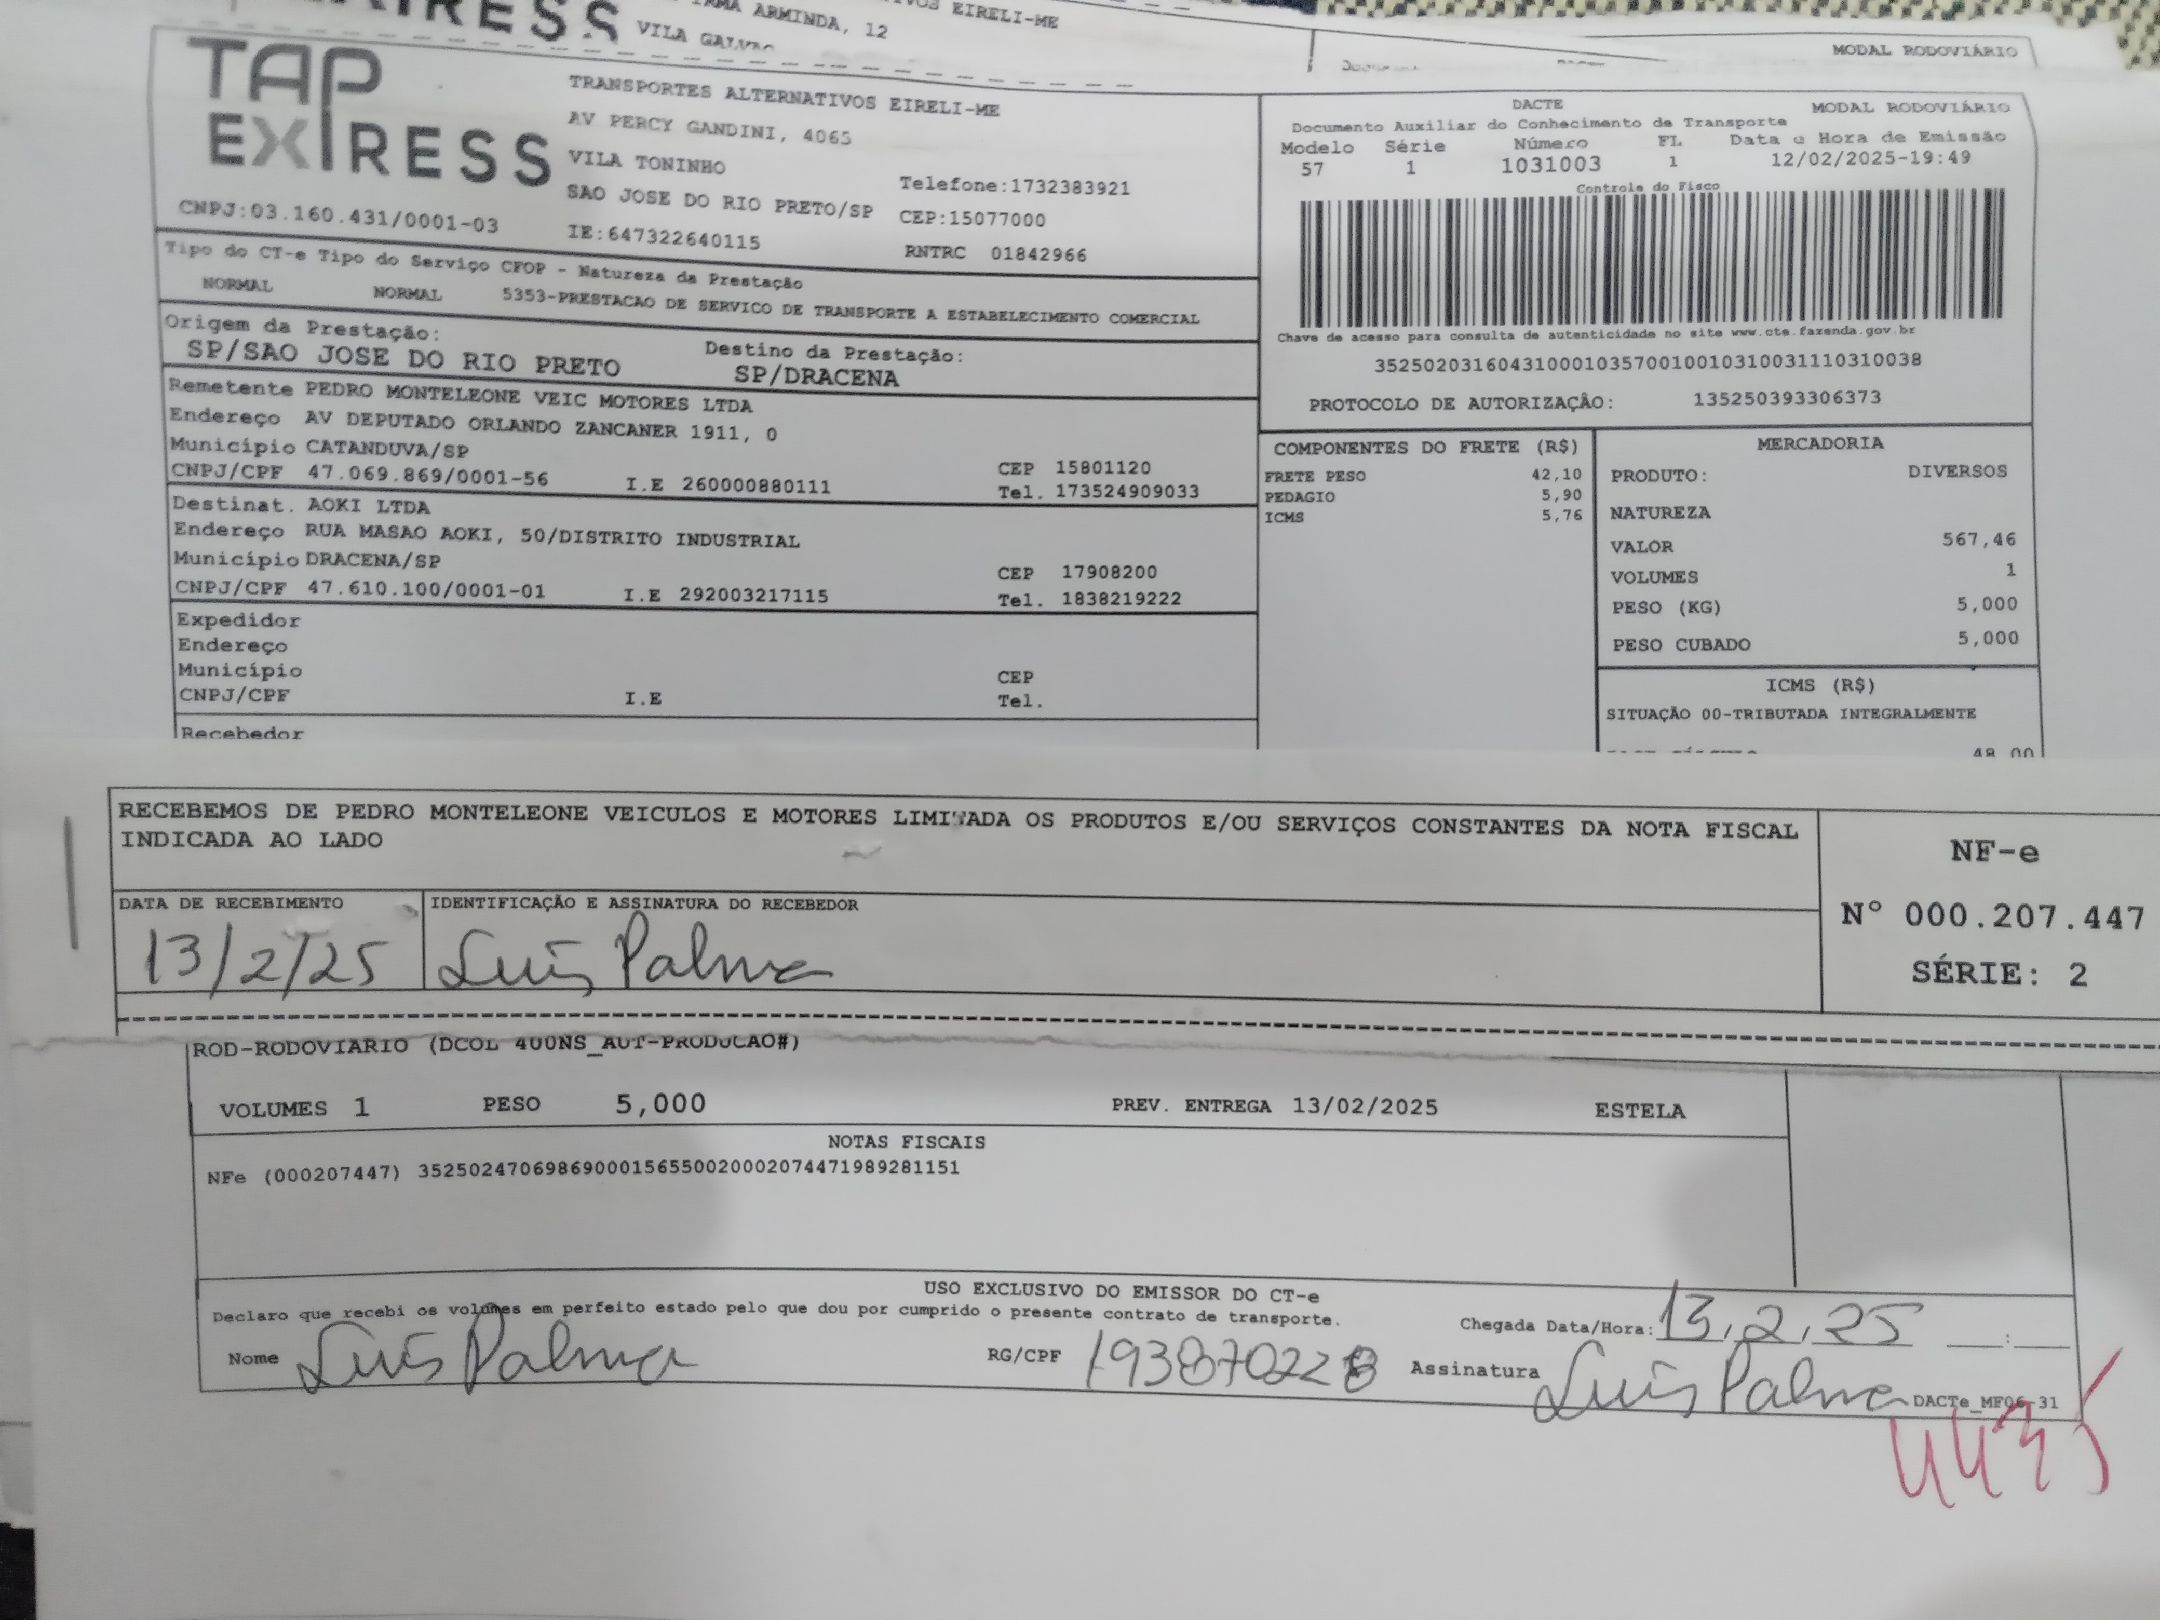 IRMA ARMINDA, 12
VILA GALVAO
EIRELI-ME
MODAL RODOVIÁRIO
TAP
EXPRESS
TRANSPORTES ALTERNATIVOS EIRELI-ME
AV PERCY GANDINI, 4065
VILA TONINHO
SAO JOSE DO RIO PRETO/SP
Telefone:1732383921
CEP:15077000
CNPJ:03.160.431/0001-03
IE:647322640115
RNTRC 01842966
DACTE MODAL RODOVIÁRIO
Documento Auxiliar do Conhecimento de Transporte
Modelo Série Número FL Data e Hora de Emissão
57 1 1031003 1 12/02/2025-19:49
Controle do Fisco
Chave de acesso para consulta de autenticidade no site www.cte.fazenda.gov.br
35250203160431000103570010010310031110310038
PROTOCOLO DE AUTORIZAÇÂO: 135250393306373
Tipo do CT-e Tipo do Serviço CFOP - Natureza da Prestação
NORMAL NORMAL 5353-PRESTACAO DE SERVICO DE TRANSPORTE A ESTABELECIMENTO COMERCIAL
Origem da Prestação: Destino da Prestação:
SP/SAO JOSE DO RIO PRETO SP/DRACENA
Remetente PEDRO MONTELEONE VEIC MOTORES LTDA
Endereço AV DEPUTADO ORLANDO ZANCANER 1911, 0
Município CATANDUVA/SP CEP 15801120
CNPJ/CPF 47.069.869/0001-56 I.E 260000880111 Tel. 173524909033
Destinat. AOKI LTDA
Endereço RUA MASAO AOKI, 50/DISTRITO INDUSTRIAL
Município DRACENA/SP CEP 17908200
CNPJ/CPF 47.610.100/0001-01 I.E 292003217115 Tel. 1838219222
Expedidor
Endereço
Município CEP
CNPJ/CPF I.E Tel.
Recebedor
COMPONENTES DO FRETE (R$)
FRETE PESO 42,10
PEDAGIO 5,90
ICMS 5,76
MERCADORIA
PRODUTO: DIVERSOS
NATUREZA
VALOR 567,46
VOLUMES 1
PESO (KG) 5,000
PESO CUBADO 5,000
ICMS (R$)
SITUAÇÃO 00-TRIBUTADA INTEGRALMENTE
48,00
RECEBEMOS DE PEDRO MONTELEONE VEICULOS E MOTORES LIMITADA OS PRODUTOS E/OU SERVIÇOS CONSTANTES DA NOTA FISCAL
INDICADA AO LADO
DATA DE RECEBIMENTO IDENTIFICAÇÃO E ASSINATURA DO RECEBEDOR
13/2/25 Luis Palma
NF-e
Nº 000.207.447
SÉRIE: 2
ROD-RODOVIARIO (DCOL 400NS_AUT-PRODUCAO#)
VOLUMES 1 PESO 5,000 PREV. ENTREGA 13/02/2025 ESTELA
NOTAS FISCAIS
NFe (000207447) 35250247069869000156550020002074471989281151
USO EXCLUSIVO DO EMISSOR DO CT-e
Declaro que recebi os volumes em perfeito estado pelo que dou por cumprido o presente contrato de transporte.
Chegada Data/Hora: 13,2,25 :
Nome Luis Palma RG/CPF 193870228 Assinatura Luis Palma
DACTe_MF06-31
4435